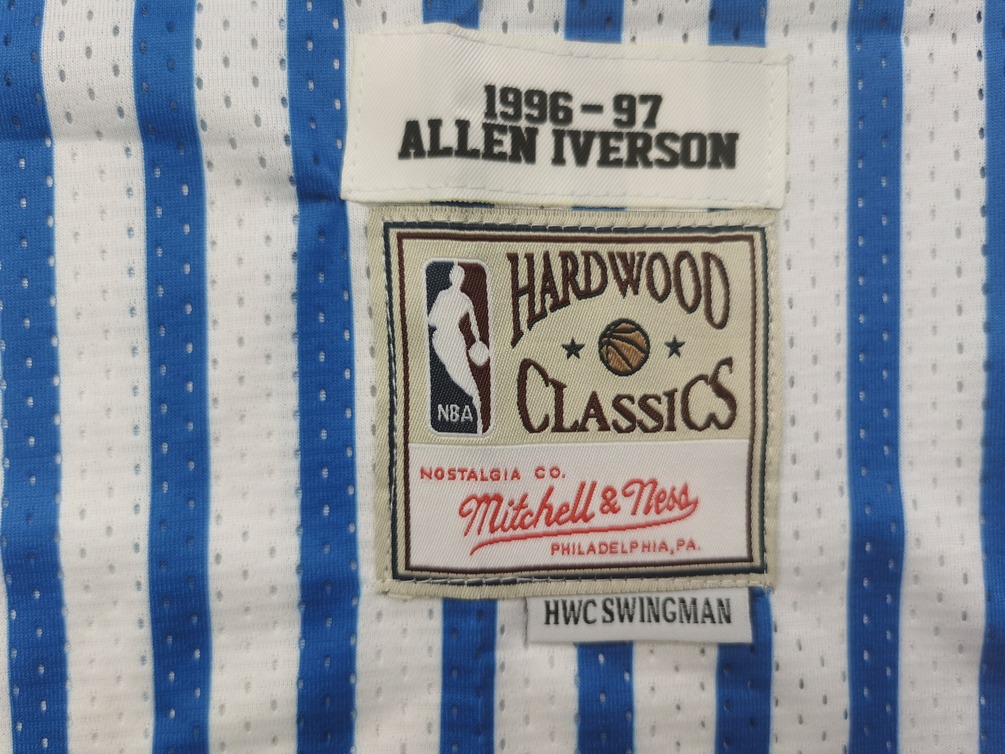 1996-97
ALLEN IVERSON
HARDWOOD
CLASSICS
NBA
NOSTALGIA CO.
Mitchell & Ness
PHILADELPHIA, PA.
HWC SWINGMAN